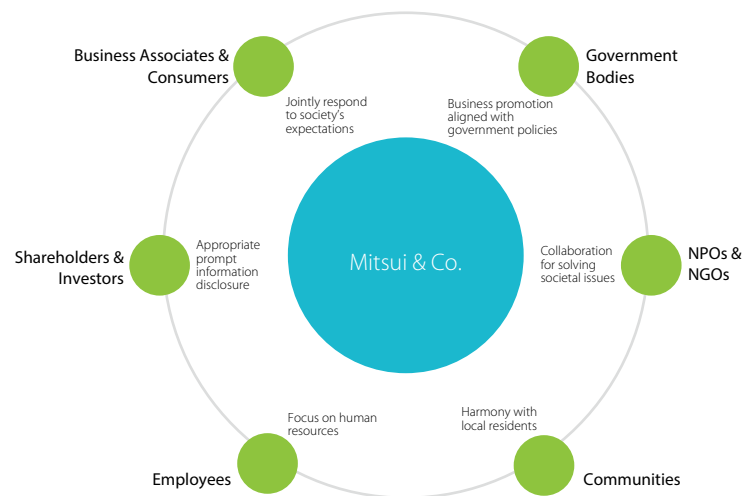 Business Associates &
Consumers
Government
Bodies
Jointly respond
to society's
expectations
Business promotion
aligned with
government policies
Shareholders &
Investors
Appropriate
prompt
information
disclosure
Mitsui & Co.
Collaboration
for solving
societal issues
NPOs &
NGOs
Focus on human
resources
Harmony with
local residents
Employees
Communities